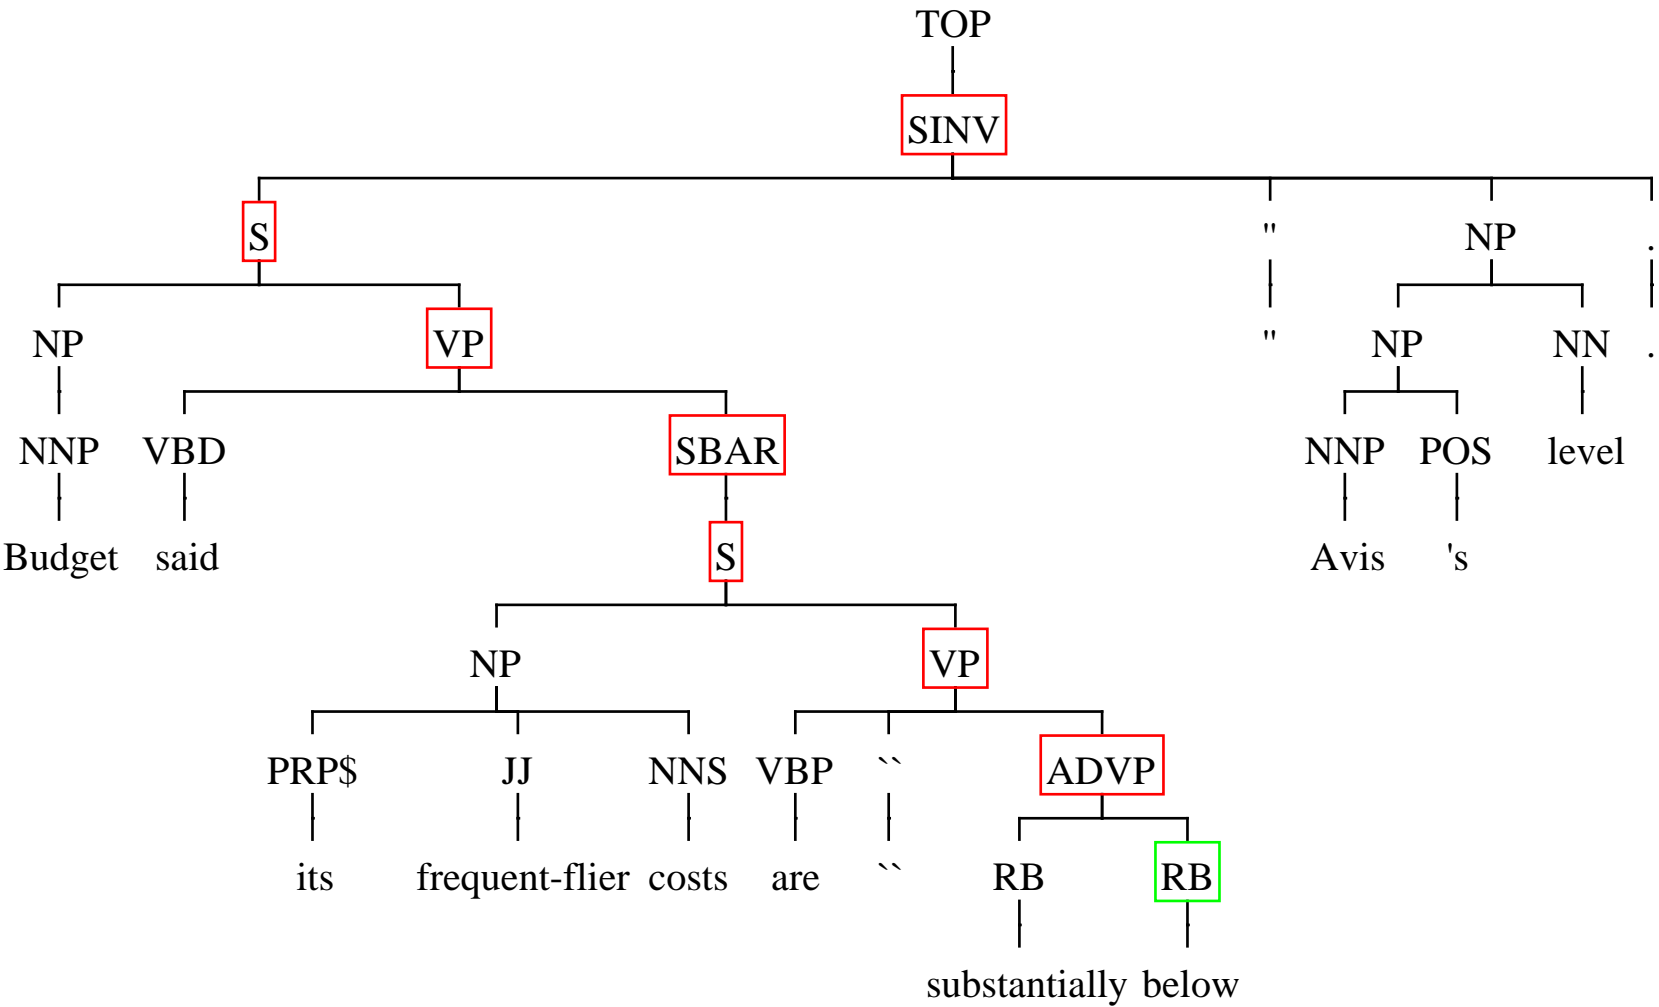 TOP
SINV
S '' NP .
NP VP '' NP NN .
NNP VBD SBAR NNP POS level
Budget said S Avis 's
NP VP
PRP$ JJ NNS VBP `` ADVP
its frequent-flier costs are `` RB RB
substantially below